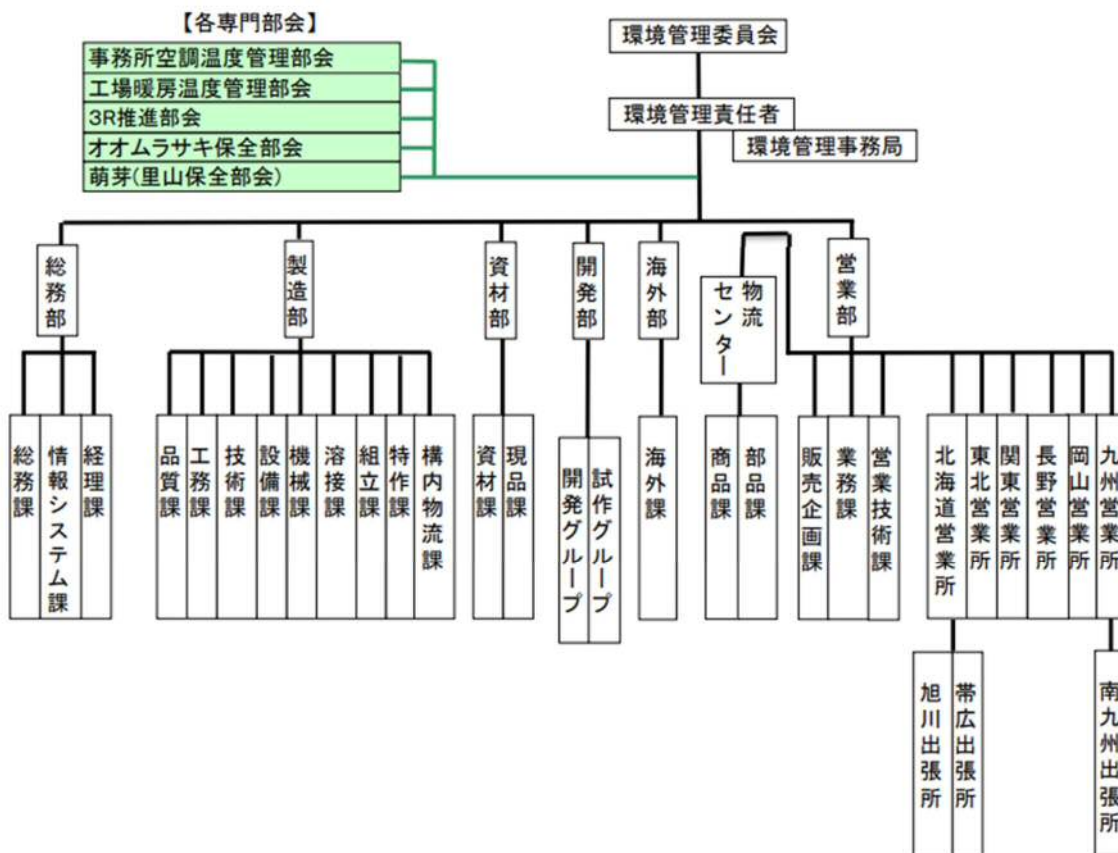 【各専門部会】
事務所空調温度管理部会
工場暖房温度管理部会
3R推進部会
オオムラサキ保全部会
萌芽(里山保全部会)
環境管理委員会
環境管理責任者
環境管理事務局
総務部
製造部
資材部
開発部
海外部
物流
センター
営業部
総務課
情報システム課
経理課
品質課
工務課
技術課
設備課
機械課
溶接課
組立課
特作課
構内物流課
資材課
現品課
開発グループ
試作グループ
海外課
商品課
部品課
販売企画課
業務課
営業技術課
北海道営業所
東北営業所
関東営業所
長野営業所
岡山営業所
九州営業所
旭川出張所
帯広出張所
南九州出張所